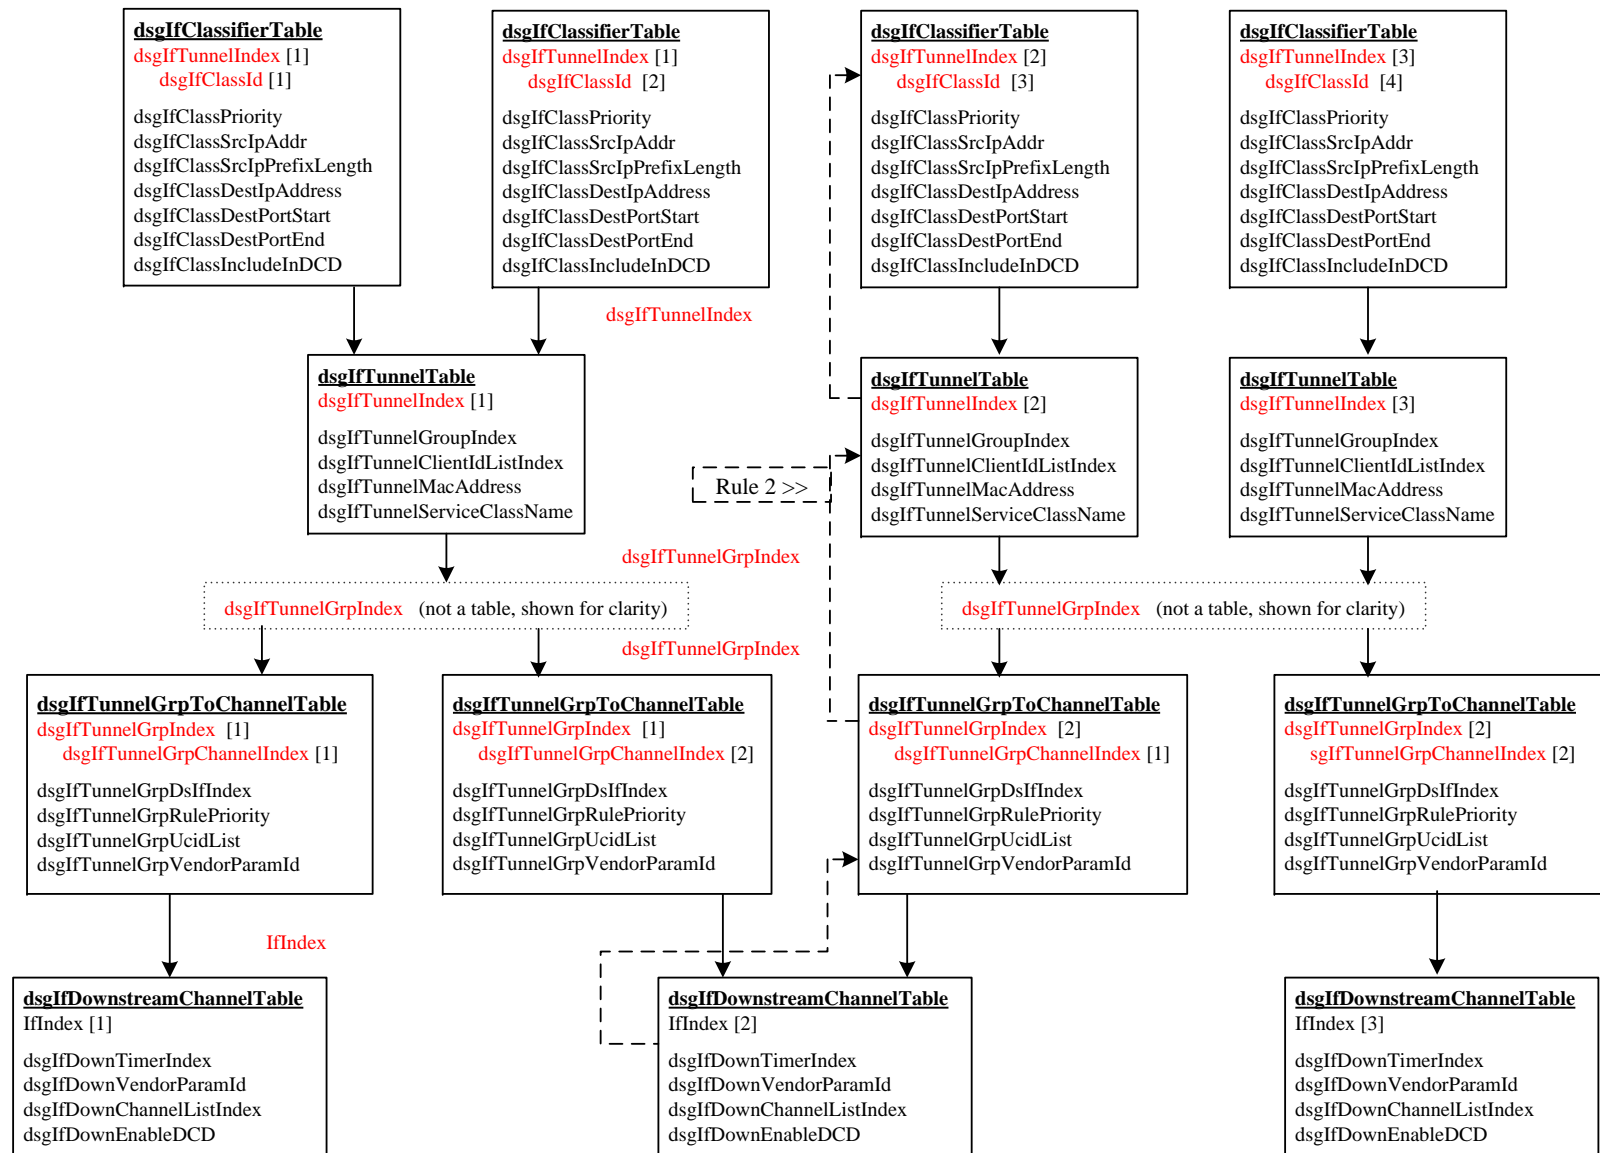 dsgIfClassifierTable
dsgIfTunnelIndex [1]
dsgIfClassId [1]
dsgIfClassPriority
dsgIfClassSrcIpAddr
dsgIfClassSrcIpPrefixLength
dsgIfClassDestIpAddress
dsgIfClassDestPortStart
dsgIfClassDestPortEnd
dsgIfClassIncludeInDCD
dsgIfClassifierTable
dsgIfTunnelIndex [1]
dsgIfClassId [2]
dsgIfClassPriority
dsgIfClassSrcIpAddr
dsgIfClassSrcIpPrefixLength
dsgIfClassDestIpAddress
dsgIfClassDestPortStart
dsgIfClassDestPortEnd
dsgIfClassIncludeInDCD
dsgIfClassifierTable
dsgIfTunnelIndex [2]
dsgIfClassId [3]
dsgIfClassPriority
dsgIfClassSrcIpAddr
dsgIfClassSrcIpPrefixLength
dsgIfClassDestIpAddress
dsgIfClassDestPortStart
dsgIfClassDestPortEnd
dsgIfClassIncludeInDCD
dsgIfClassifierTable
dsgIfTunnelIndex [3]
dsgIfClassId [4]
dsgIfClassPriority
dsgIfClassSrcIpAddr
dsgIfClassSrcIpPrefixLength
dsgIfClassDestIpAddress
dsgIfClassDestPortStart
dsgIfClassDestPortEnd
dsgIfClassIncludeInDCD
dsgIfTunnelIndex
dsgIfTunnelTable
dsgIfTunnelIndex [1]
dsgIfTunnelGroupIndex
dsgIfTunnelClientIdListIndex
dsgIfTunnelMacAddress
dsgIfTunnelServiceClassName
Rule 2 >>
dsgIfTunnelTable
dsgIfTunnelIndex [2]
dsgIfTunnelGroupIndex
dsgIfTunnelClientIdListIndex
dsgIfTunnelMacAddress
dsgIfTunnelServiceClassName
dsgIfTunnelTable
dsgIfTunnelIndex [3]
dsgIfTunnelGroupIndex
dsgIfTunnelClientIdListIndex
dsgIfTunnelMacAddress
dsgIfTunnelServiceClassName
dsgIfTunnelGrpIndex
dsgIfTunnelGrpIndex (not a table, shown for clarity)
dsgIfTunnelGrpIndex (not a table, shown for clarity)
dsgIfTunnelGrpIndex
dsgIfTunnelGrpToChannelTable
dsgIfTunnelGrpIndex [1]
dsgIfTunnelGrpChannelIndex [1]
dsgIfTunnelGrpDsIfIndex
dsgIfTunnelGrpRulePriority
dsgIfTunnelGrpUcidList
dsgIfTunnelGrpVendorParamId
dsgIfTunnelGrpToChannelTable
dsgIfTunnelGrpIndex [1]
dsgIfTunnelGrpChannelIndex [2]
dsgIfTunnelGrpDsIfIndex
dsgIfTunnelGrpRulePriority
dsgIfTunnelGrpUcidList
dsgIfTunnelGrpVendorParamId
dsgIfTunnelGrpToChannelTable
dsgIfTunnelGrpIndex [2]
dsgIfTunnelGrpChannelIndex [1]
dsgIfTunnelGrpDsIfIndex
dsgIfTunnelGrpRulePriority
dsgIfTunnelGrpUcidList
dsgIfTunnelGrpVendorParamId
dsgIfTunnelGrpToChannelTable
dsgIfTunnelGrpIndex [2]
sgIfTunnelGrpChannelIndex [2]
dsgIfTunnelGrpDsIfIndex
dsgIfTunnelGrpRulePriority
dsgIfTunnelGrpUcidList
dsgIfTunnelGrpVendorParamId
IfIndex
dsgIfDownstreamChannelTable
IfIndex [1]
dsgIfDownTimerIndex
dsgIfDownVendorParamId
dsgIfDownChannelListIndex
dsgIfDownEnableDCD
dsgIfDownstreamChannelTable
IfIndex [2]
dsgIfDownTimerIndex
dsgIfDownVendorParamId
dsgIfDownChannelListIndex
dsgIfDownEnableDCD
dsgIfDownstreamChannelTable
IfIndex [3]
dsgIfDownTimerIndex
dsgIfDownVendorParamId
dsgIfDownChannelListIndex
dsgIfDownEnableDCD